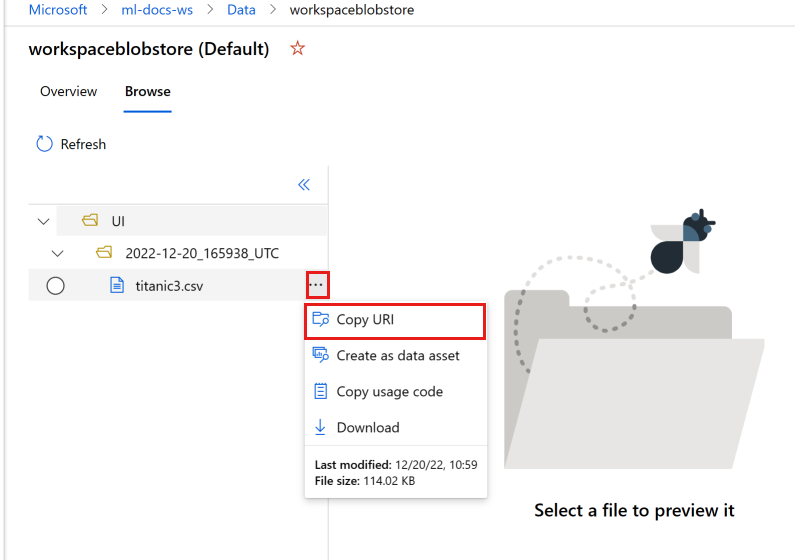 Microsoft > ml-docs-ws > Data > workspaceblobstore
workspaceblobstore (Default)
Overview Browse
Refresh
UI
2022-12-20_165938_UTC
titanic3.csv ...
Copy URI
Create as data asset
Copy usage code
Download
Last modified: 12/20/22, 10:59
File size: 114.02 KB
Select a file to preview it